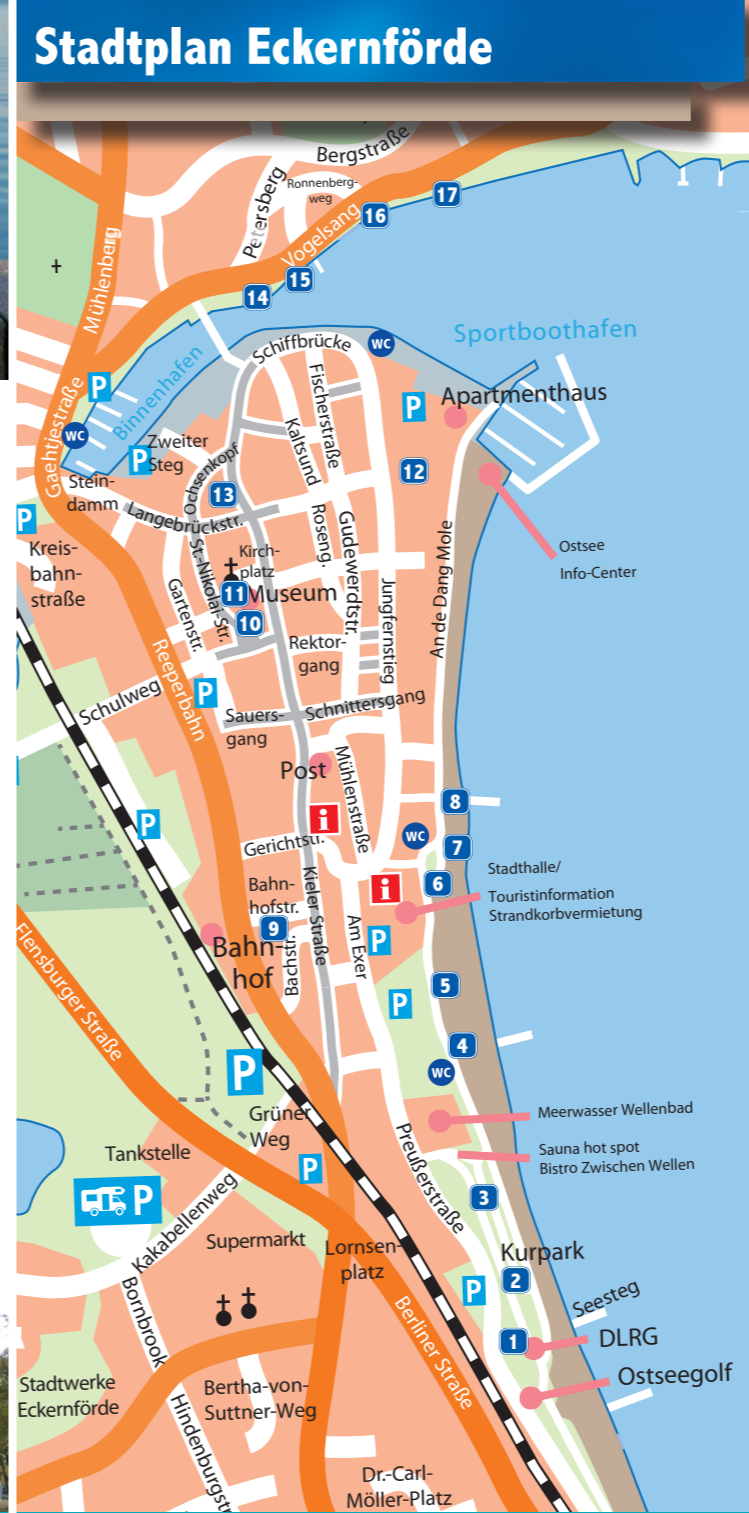 Stadtplan Eckernförde
Bergstraße
Petersberg
Ronnenberg-
weg
17
16
Vogelsang
15
14
Mühlenberg
Schiffbrücke
WC
Sportboothafen
Binnenhafen
P
Gaehtjestraße
WC
P
Apartmenthaus
Fischerstraße
Kaltsund
Zweiter
Steg
P
Ochsenkopf
12
13
Stein-
damm
Langebrückstr.
Roseng.
Gudewerdtstr.
P
Kreis-
bahn-
straße
An de Dang Mole
Ostsee
Info-Center
Kirch-
platz
St.-Nikolai-Str.
Gartenstr.
11
Museum
10
Jungfernstieg
Rektor-
gang
Reeperbahn
Schulweg
P
Sauers-
gang
Schnittersgang
Post
Mühlenstraße
i
8
P
WC
7
Gerichtstr.
Stadthalle/
Touristinformation
Strandkorbvermietung
6
i
Bahn-
hofstr.
Kieler Straße
9
Am Exer
P
Bahn-
hof
Bachstr.
Flensburger Straße
5
P
4
WC
P
Grüner
Weg
Meerwasser Wellenbad
Sauna hot spot
Bistro Zwischen Wellen
Preußerstraße
Tankstelle
P
P
Kakabellenweg
3
Supermarkt
Lornsen-
platz
Kurpark
2
P
Seesteg
Bornbrook
Berliner Straße
1
DLRG
Ostseegolf
Stadtwerke
Eckernförde
Bertha-von-
Suttner-Weg
Hindenburgstr
Dr.-Carl-
Möller-Platz